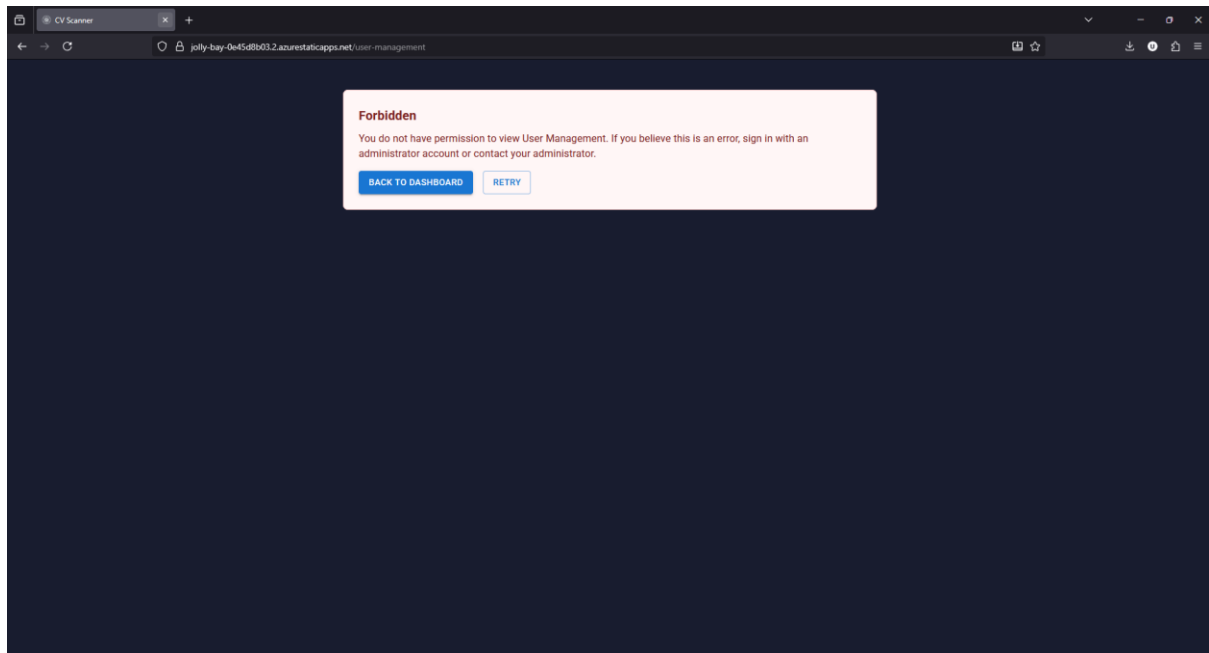 CV Scanner
jolly-bay-0e45d8b03.2.azurestaticapps.net/user-management
Forbidden
You do not have permission to view User Management. If you believe this is an error, sign in with an
administrator account or contact your administrator.
BACK TO DASHBOARD
RETRY